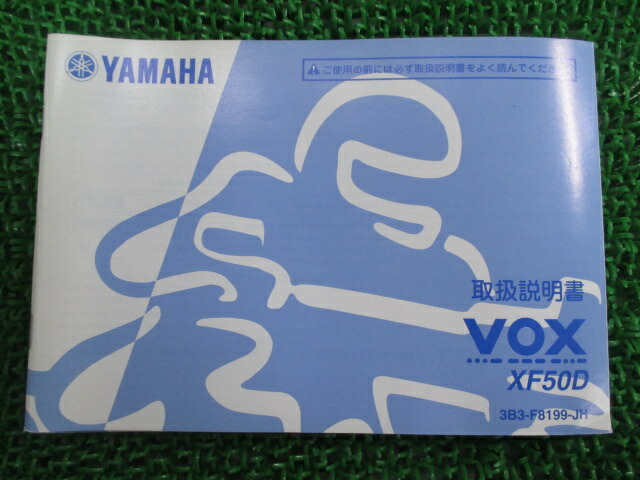 YAMAHA
ご使用の前には必ず取扱説明書をよく読んでください。
取扱説明書
VOX
XF50D
3B3-F8199-JH